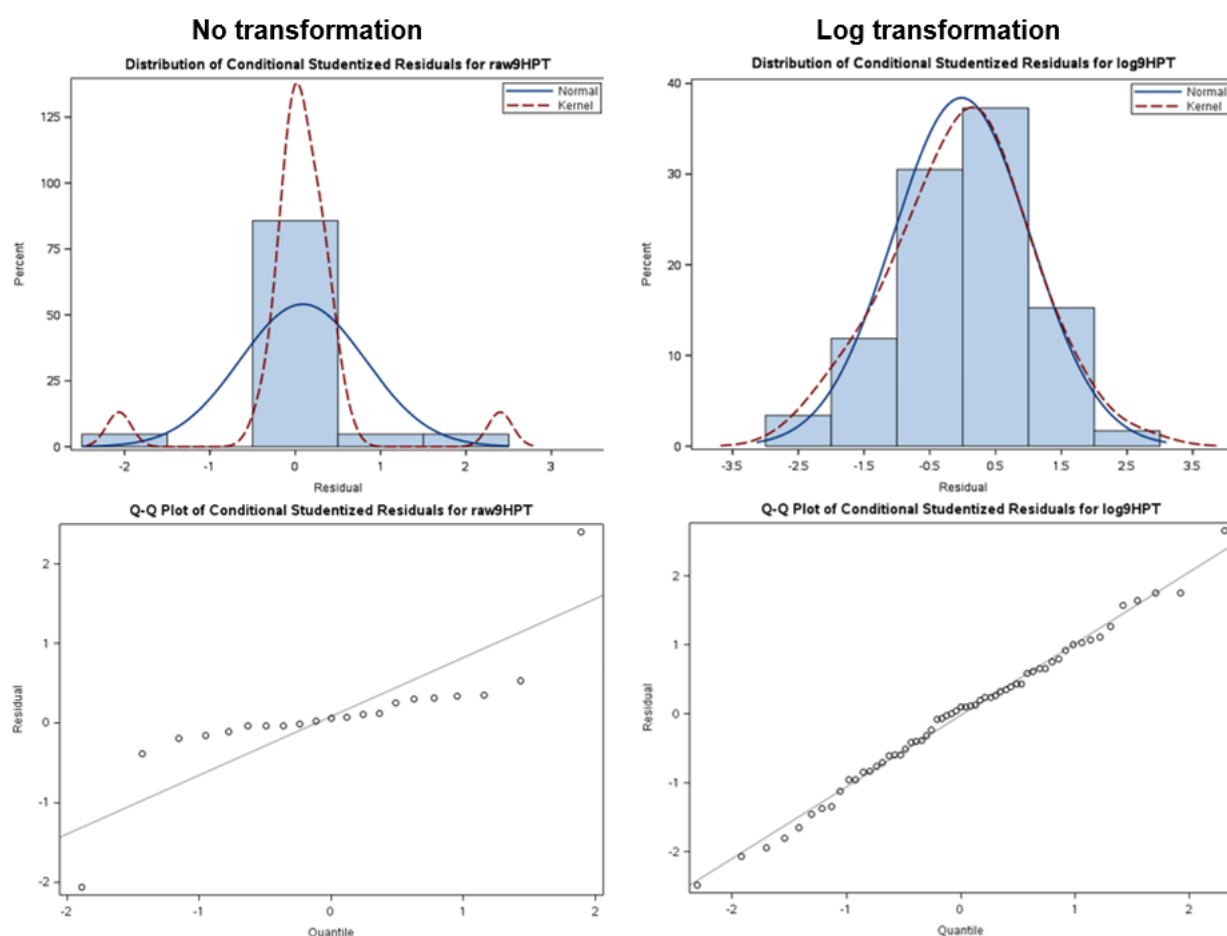 No transformation
Distribution of Conditional Studentized Residuals for raw9HPT
Normal
Kernel
125
100
75
50
25
0
Percent
-2
-1
0
1
2
3
Residual
Log transformation
Distribution of Conditional Studentized Residuals for log9HPT
Normal
Kernel
40
30
20
10
0
Percent
-3.5
-2.5
-1.5
-0.5
0.5
1.5
2.5
3.5
Residual
Q-Q Plot of Conditional Studentized Residuals for raw9HPT
2
1
0
-1
-2
Residual
-2
-1
0
1
2
Quantile
Q-Q Plot of Conditional Studentized Residuals for log9HPT
2
1
0
-1
-2
Residual
-2
-1
0
1
2
Quantile